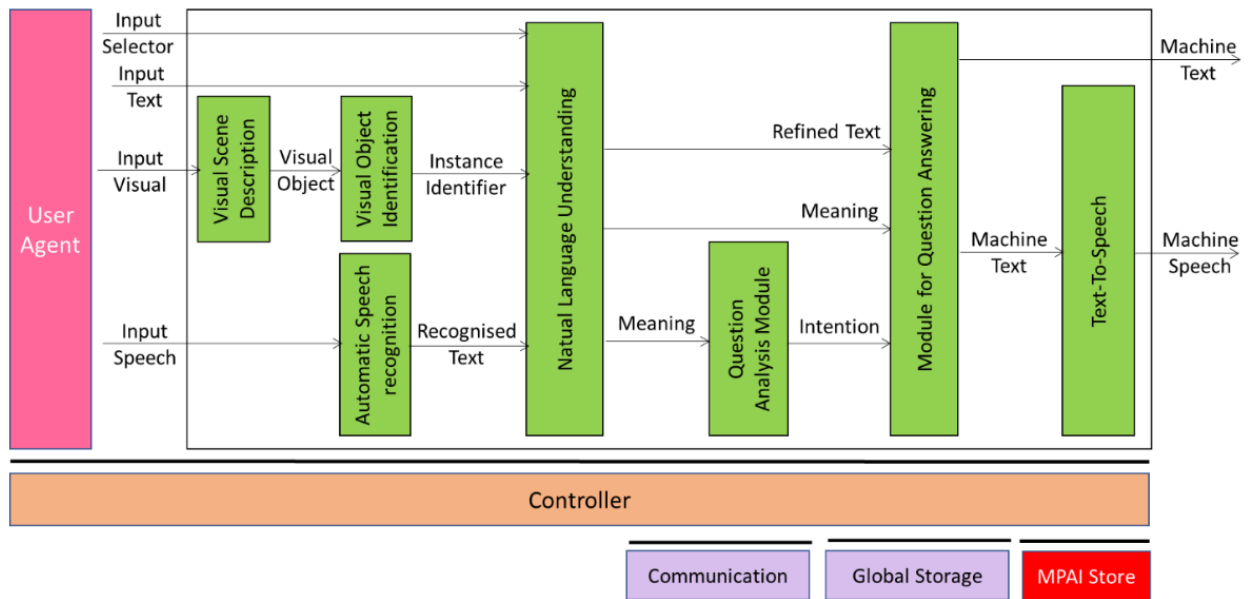 Input
Selector
Input
Text
Input
Visual
Input
Speech
User
Agent
Visual Scene
Description
Visual
Object
Visual Object
Identification
Instance
Identifier
Automatic Speech
recognition
Recognised
Text
Natual Language Understanding
Refined Text
Meaning
Meaning
Question
Analysis Module
Intention
Module for Question Answering
Machine
Text
Machine
Text
Text-To-Speech
Machine
Speech
Controller
Communication
Global Storage
MPAI Store